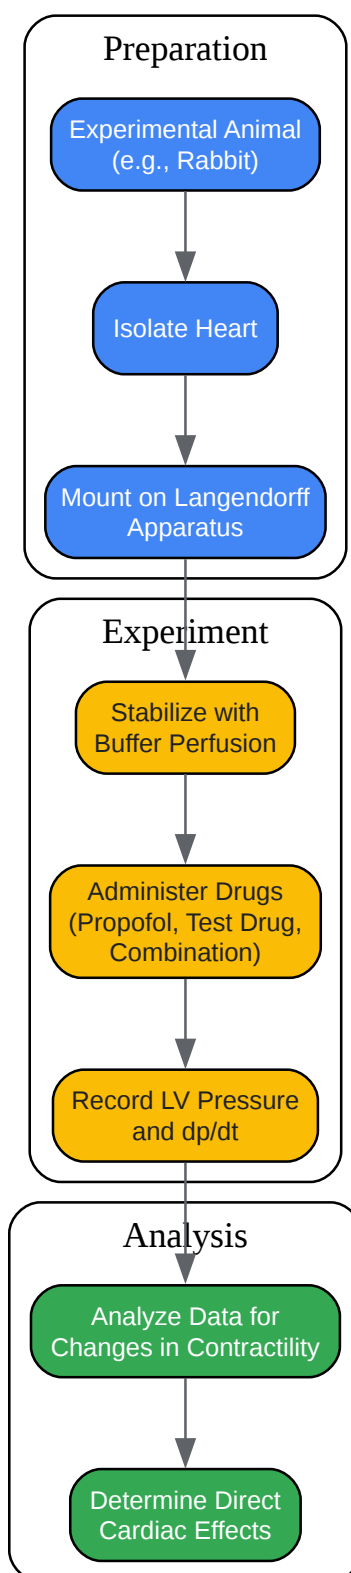 Preparation
Experimental Animal
(e.g., Rabbit)
Isolate Heart
Mount on Langendorff
Apparatus
Experiment
Stabilize with
Buffer Perfusion
Administer Drugs
(Propofol, Test Drug,
Combination)
Record LV Pressure
and dp/dt
Analysis
Analyze Data for
Changes in Contractility
Determine Direct
Cardiac Effects